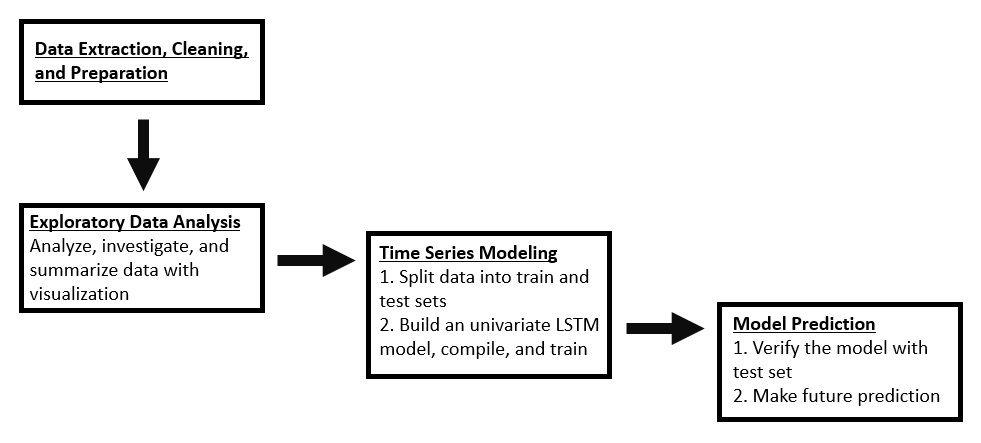 Data Extraction, Cleaning,
and Preparation
Exploratory Data Analysis
Analyze, investigate, and
summarize data with
visualization
Time Series Modeling
1. Split data into train and
test sets
2. Build an univariate LSTM
model, compile, and train
Model Prediction
1. Verify the model with
test set
2. Make future prediction